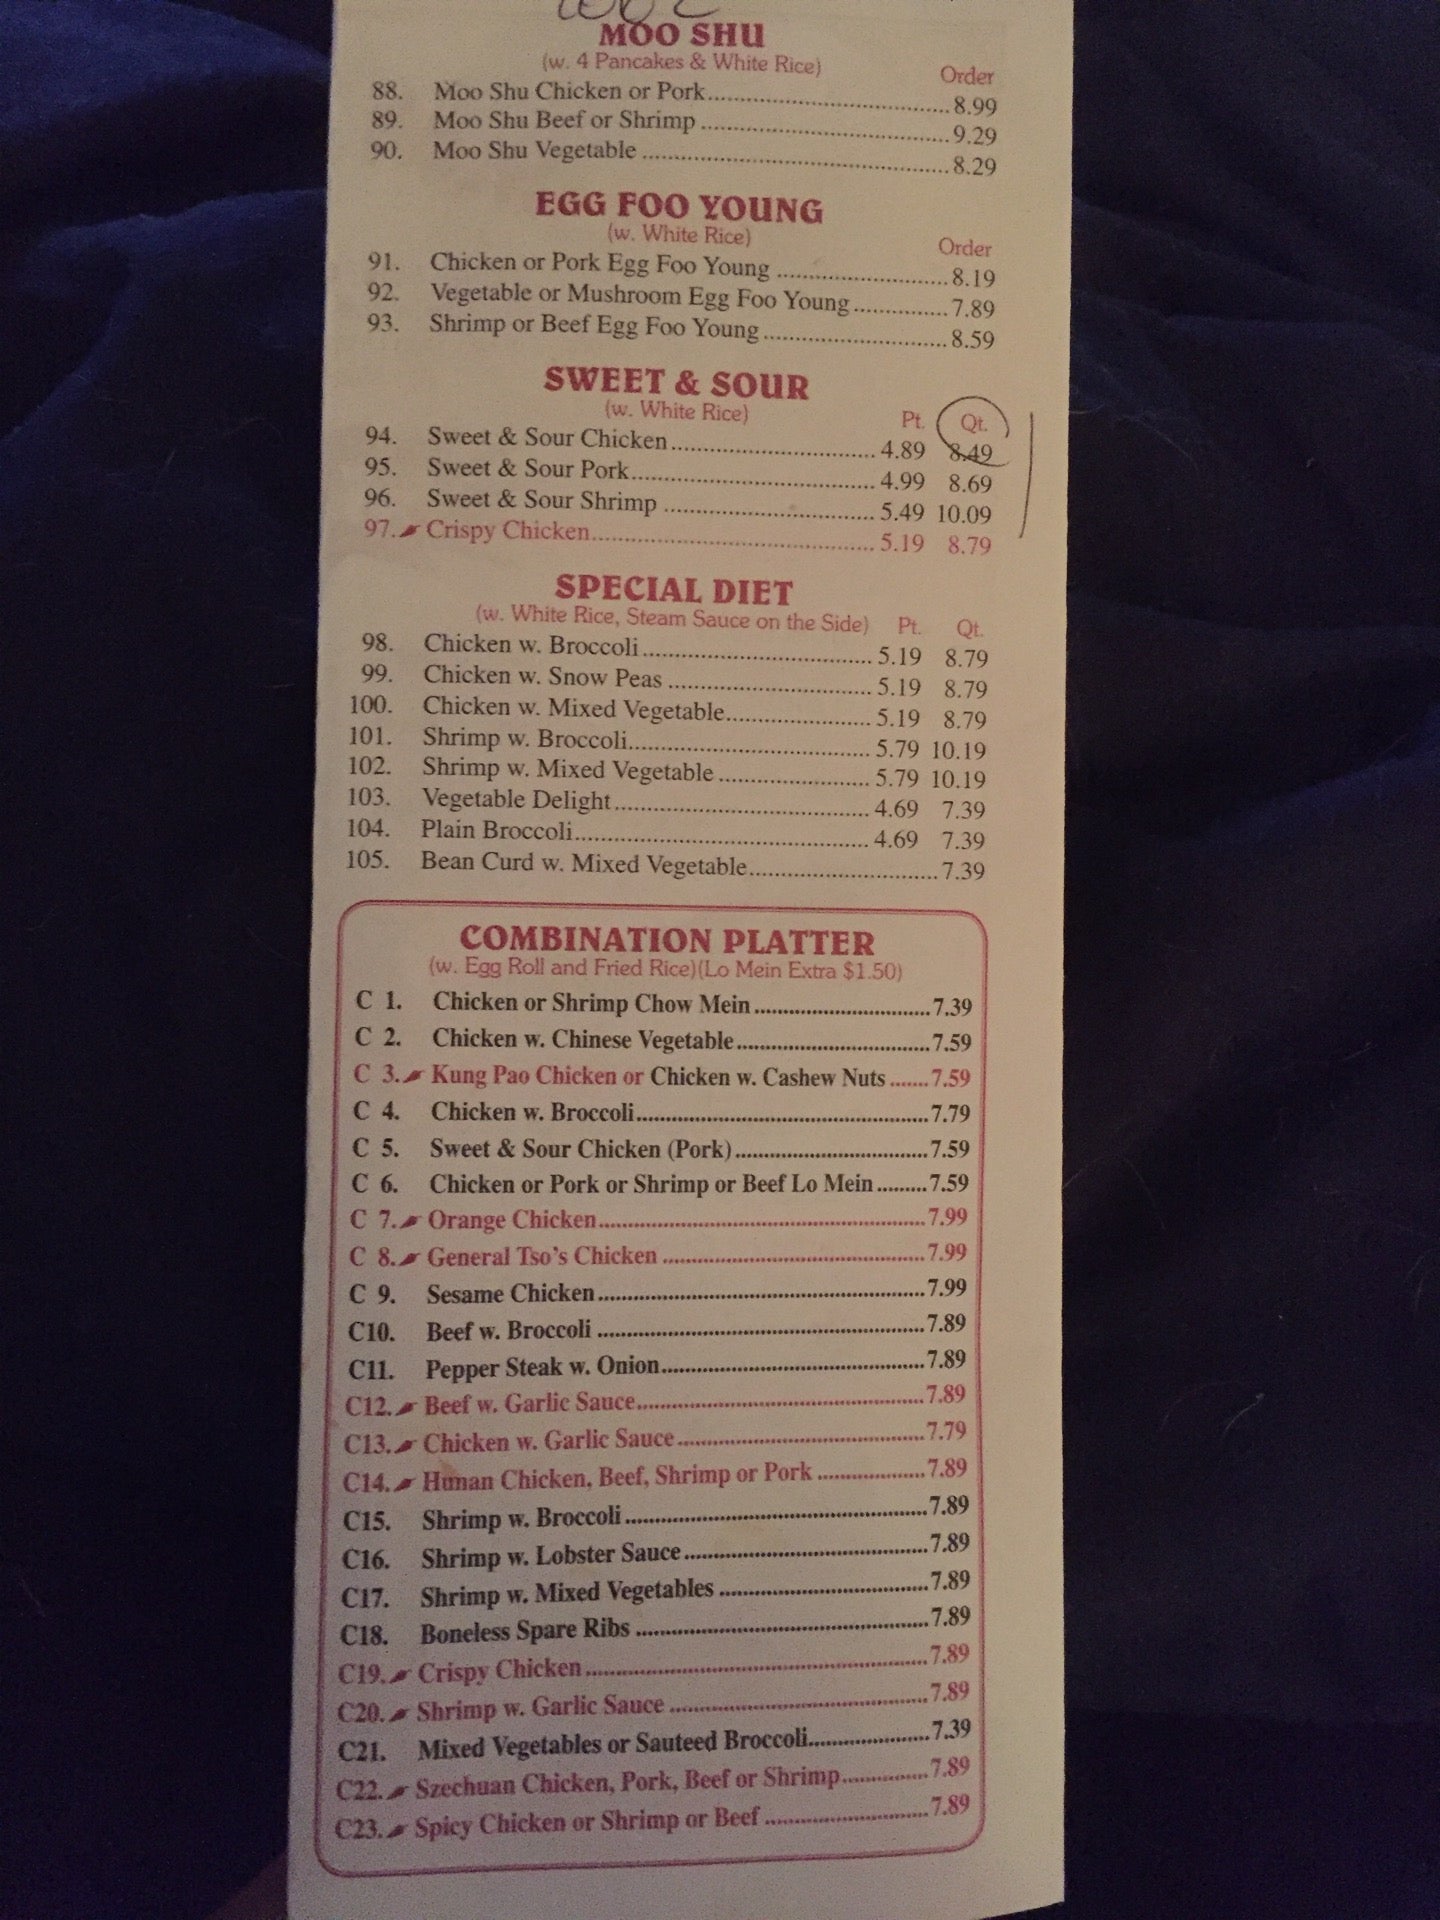 MOO SHU
(w. 4 Pancakes & White Rice) Order
88. Moo Shu Chicken or Pork 8.99
89. Moo Shu Beef or Shrimp 9.29
90. Moo Shu Vegetable 8.29
EGG FOO YOUNG
(w. White Rice) Order
91. Chicken or Pork Egg Foo Young 8.19
92. Vegetable or Mushroom Egg Foo Young 7.89
93. Shrimp or Beef Egg Foo Young 8.59
SWEET & SOUR
(w. White Rice) Pt. Qt.
94. Sweet & Sour Chicken 4.89 8.49
95. Sweet & Sour Pork 4.99 8.69
96. Sweet & Sour Shrimp 5.49 10.09
97. Crispy Chicken 5.19 8.79
SPECIAL DIET
(w. White Rice, Steam Sauce on the Side) Pt. Qt.
98. Chicken w. Broccoli 5.19 8.79
99. Chicken w. Snow Peas 5.19 8.79
100. Chicken w. Mixed Vegetable 5.19 8.79
101. Shrimp w. Broccoli 5.79 10.19
102. Shrimp w. Mixed Vegetable 5.79 10.19
103. Vegetable Delight 4.69 7.39
104. Plain Broccoli 4.69 7.39
105. Bean Curd w. Mixed Vegetable 7.39
COMBINATION PLATTER
(w. Egg Roll and Fried Rice)(Lo Mein Extra $1.50)
C 1. Chicken or Shrimp Chow Mein 7.39
C 2. Chicken w. Chinese Vegetable 7.59
C 3. Kung Pao Chicken or Chicken w. Cashew Nuts 7.59
C 4. Chicken w. Broccoli 7.79
C 5. Sweet & Sour Chicken (Pork) 7.59
C 6. Chicken or Pork or Shrimp or Beef Lo Mein 7.59
C 7. Orange Chicken 7.99
C 8. General Tso's Chicken 7.99
C 9. Sesame Chicken 7.99
C10. Beef w. Broccoli 7.89
C11. Pepper Steak w. Onion 7.89
C12. Beef w. Garlic Sauce 7.89
C13. Chicken w. Garlic Sauce 7.79
C14. Hunan Chicken, Beef, Shrimp or Pork 7.89
C15. Shrimp w. Broccoli 7.89
C16. Shrimp w. Lobster Sauce 7.89
C17. Shrimp w. Mixed Vegetables 7.89
C18. Boneless Spare Ribs 7.89
C19. Crispy Chicken 7.89
C20. Shrimp w. Garlic Sauce 7.89
C21. Mixed Vegetables or Sauteed Broccoli 7.39
C22. Szechuan Chicken, Pork, Beef or Shrimp 7.89
C23. Spicy Chicken or Shrimp or Beef 7.89